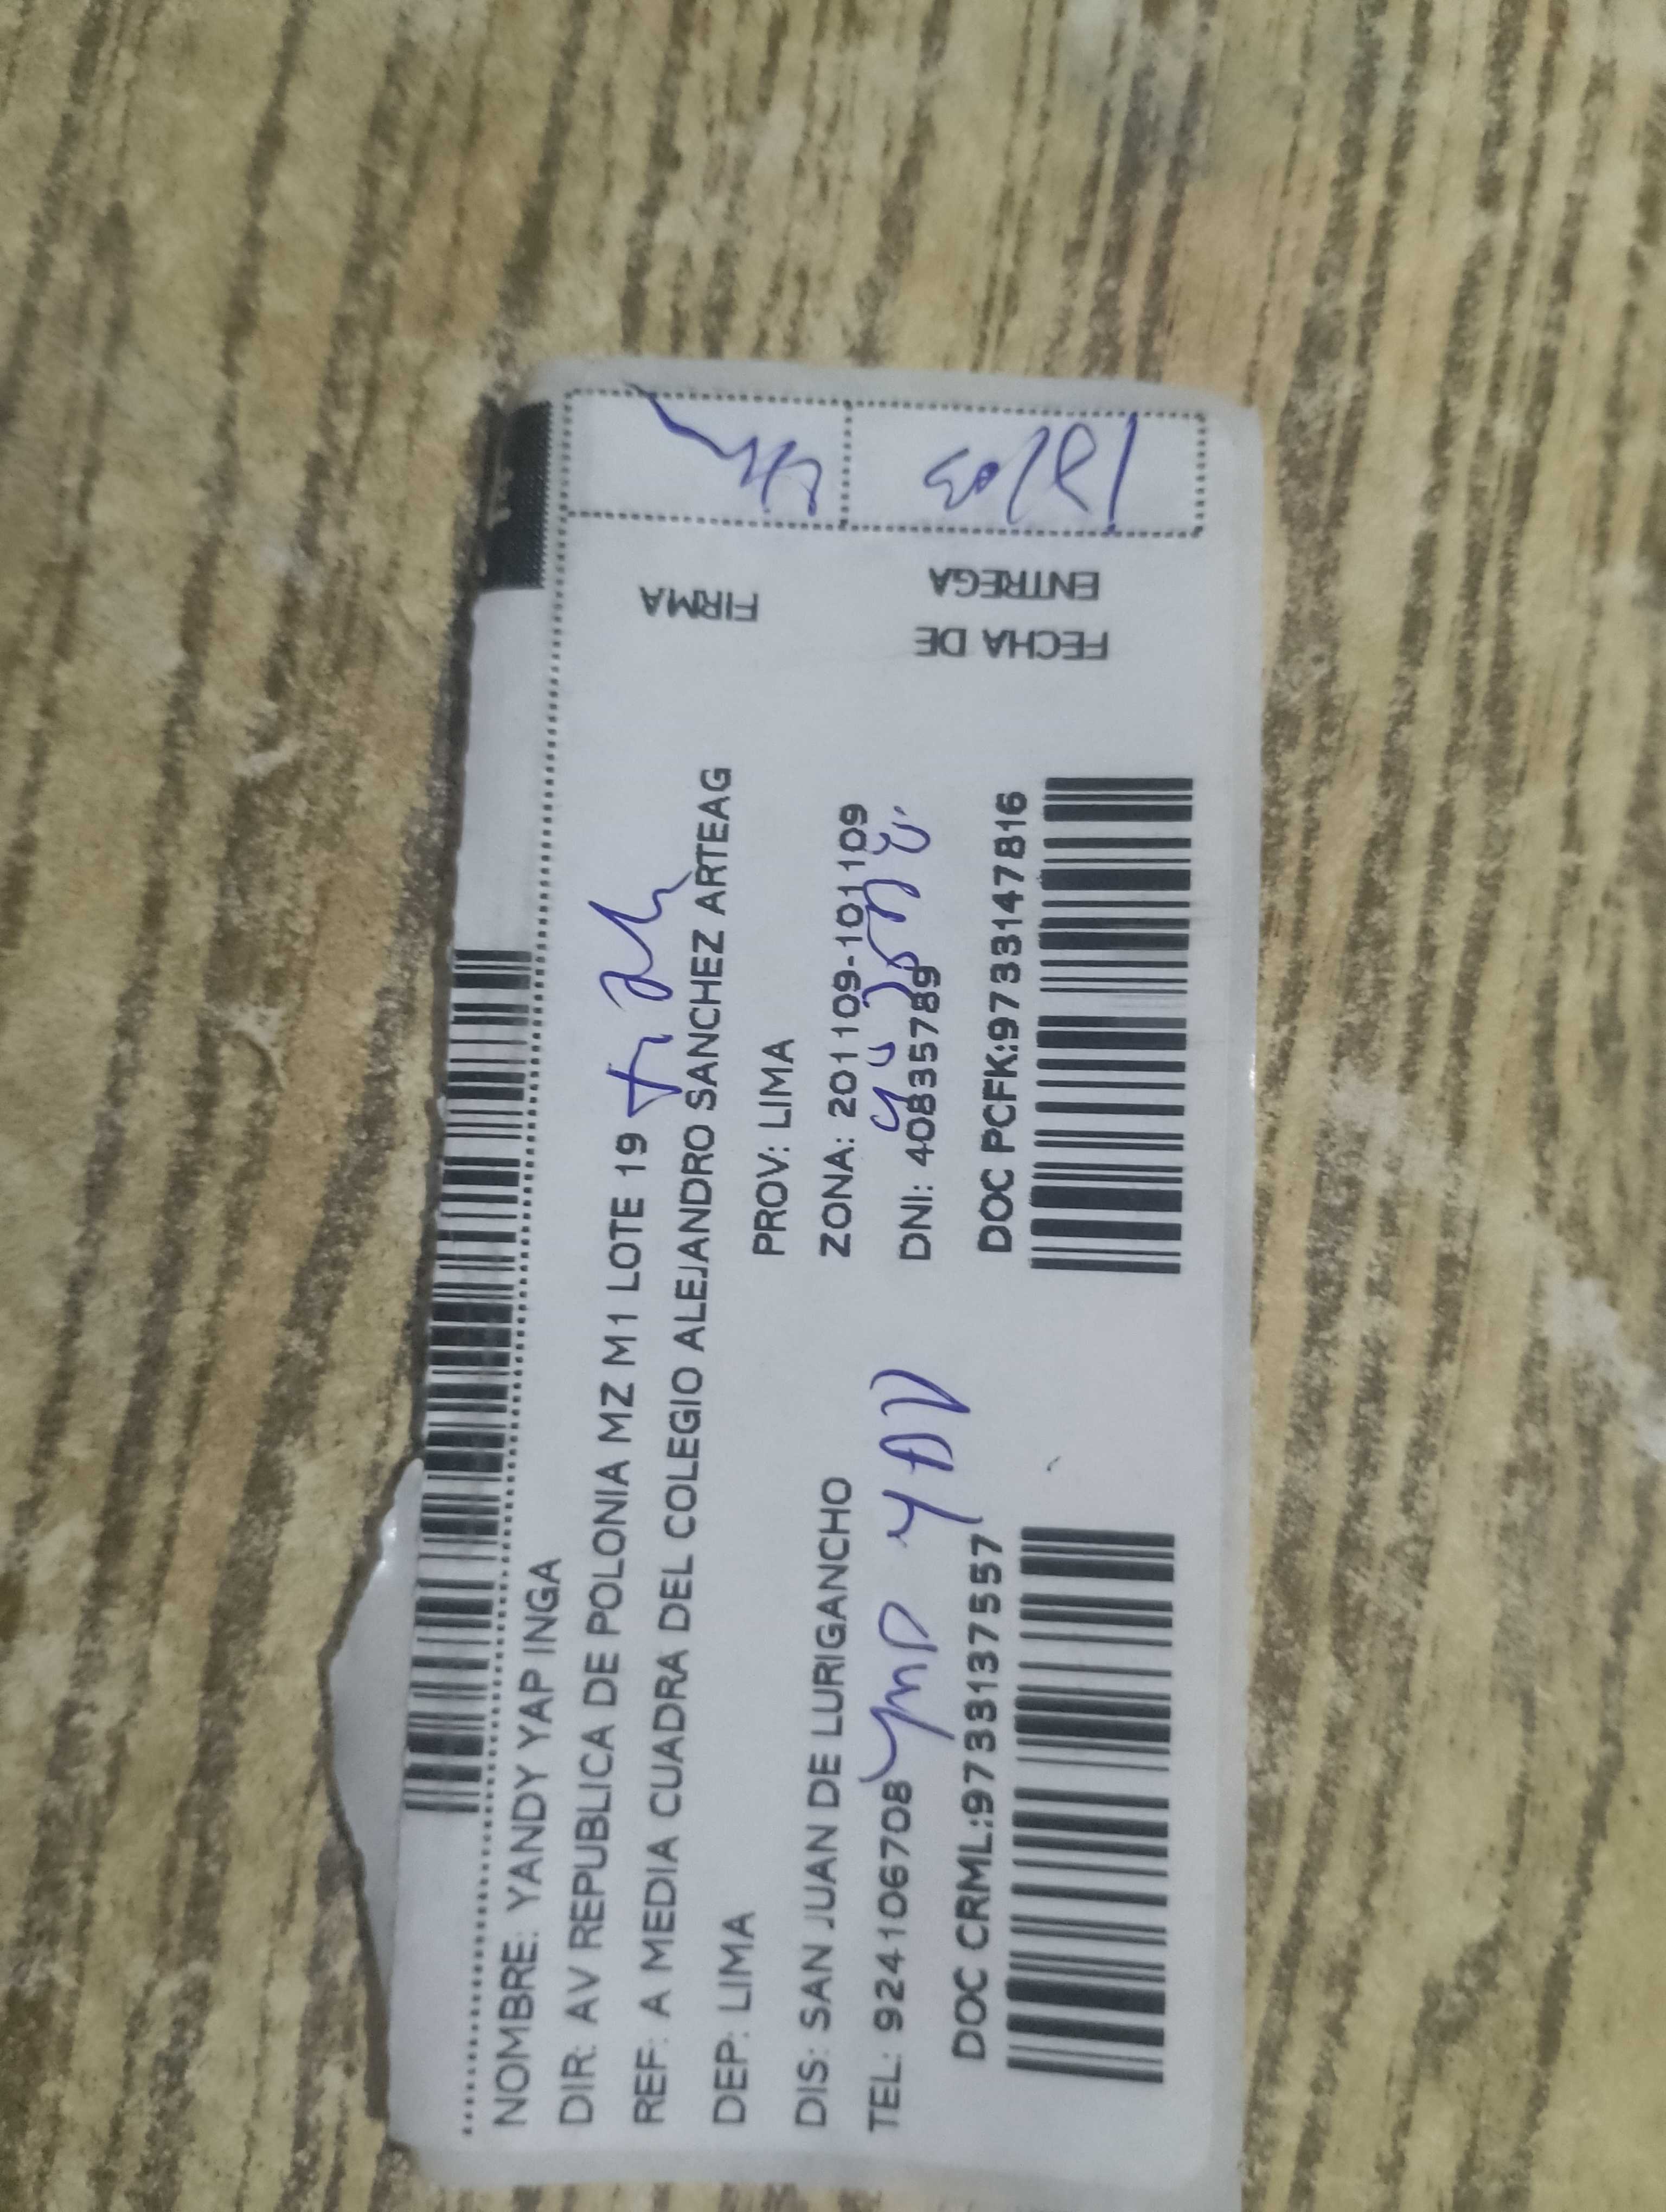 NOMBRE: YANDY YAP INGA
DIR: AV REPUBLICA DE POLONIA MZ M1 LOTE 19
REF: A MEDIA CUADRA DEL COLEGIO ALEJANDRO SANCHEZ ARTEAG
DEP: LIMA PROV: LIMA
DIS: SAN JUAN DE LURIGANCHO ZONA: 201109-101109
TEL: 924106708 DNI: 40835789
DOC CRML:9733137557 DOC PCFK:9733147816
FIRMA
FECHA DE
ENTREGA